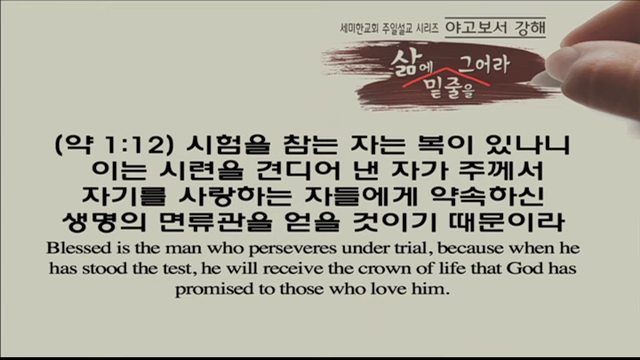 세미한교회 주일설교 시리즈 야고보서 강해
삶에 그어라
밑줄을
(약 1:12) 시험을 참는 자는 복이 있나니
이는 시련을 견디어 낸 자가 주께서
자기를 사랑하는 자들에게 약속하신
생명의 면류관을 얻을 것이기 때문이라
Blessed is the man who perseveres under trial, because when he
has stood the test, he will receive the crown of life that God has
promised to those who love him.